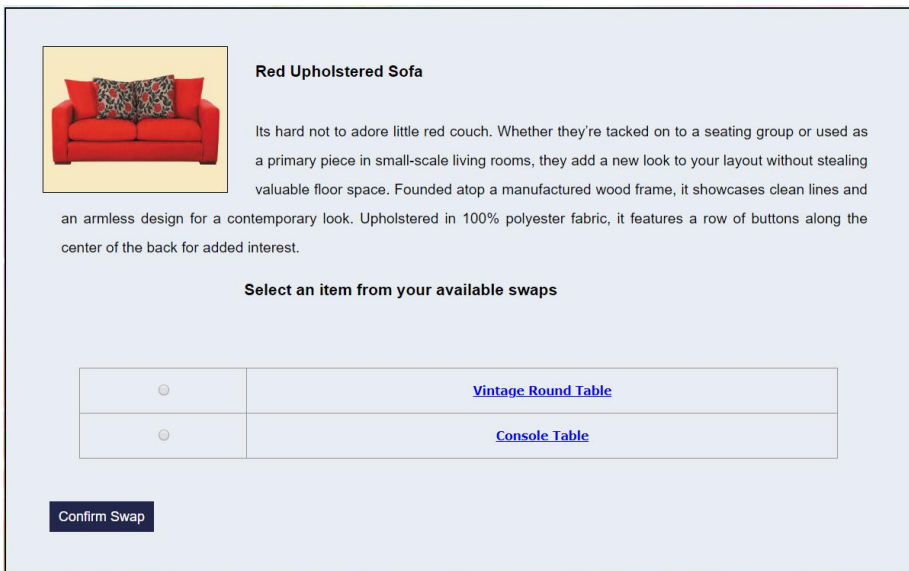 Red Upholstered Sofa
Its hard not to adore little red couch. Whether they're tacked on to a seating group or used as
a primary piece in small-scale living rooms, they add a new look to your layout without stealing
valuable floor space. Founded atop a manufactured wood frame, it showcases clean lines and
an armless design for a contemporary look. Upholstered in 100% polyester fabric, it features a row of buttons along the
center of the back for added interest.
Select an item from your available swaps
Vintage Round Table
Console Table
Confirm Swap